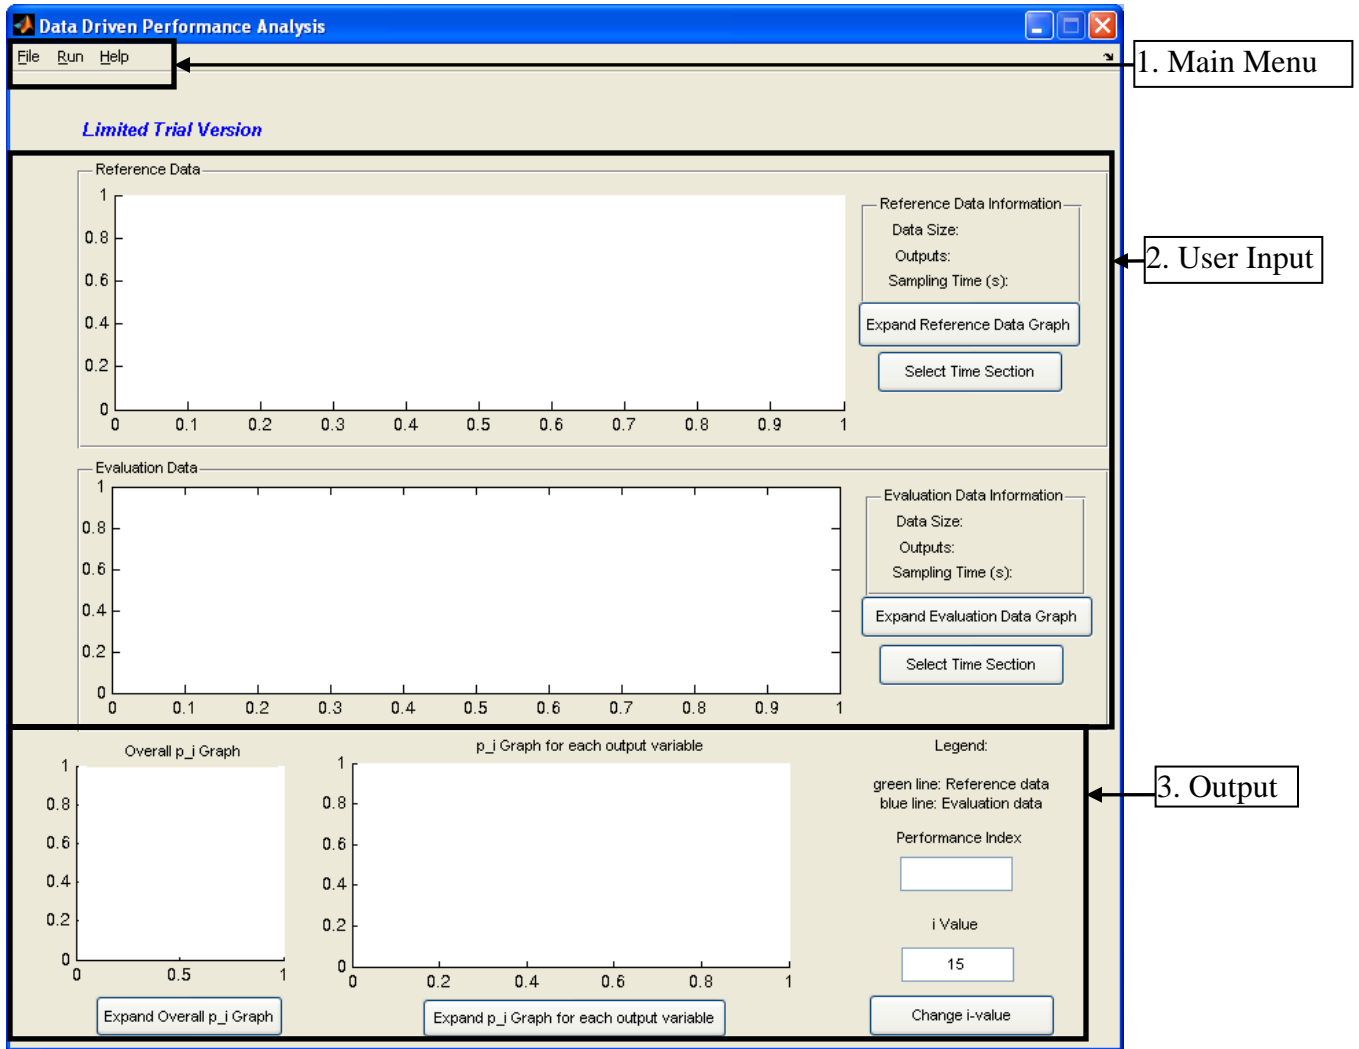 Data Driven Performance Analysis
File Run Help
1. Main Menu
Limited Trial Version
Reference Data
1
0.8
0.6
0.4
0.2
0
0 0.1 0.2 0.3 0.4 0.5 0.6 0.7 0.8 0.9 1
Reference Data Information
Data Size:
Outputs:
Sampling Time (s):
Expand Reference Data Graph
Select Time Section
2. User Input
Evaluation Data
1
0.8
0.6
0.4
0.2
0
0 0.1 0.2 0.3 0.4 0.5 0.6 0.7 0.8 0.9 1
Evaluation Data Information
Data Size:
Outputs:
Sampling Time (s):
Expand Evaluation Data Graph
Select Time Section
Overall p_i Graph
1
0.8
0.6
0.4
0.2
0
0 0.5 1
Expand Overall p_i Graph
p_i Graph for each output variable
1
0.8
0.6
0.4
0.2
0
0 0.2 0.4 0.6 0.8 1
Expand p_i Graph for each output variable
Legend:
green line: Reference data
blue line: Evaluation data
Performance Index
i Value
15
Change i-value
3. Output